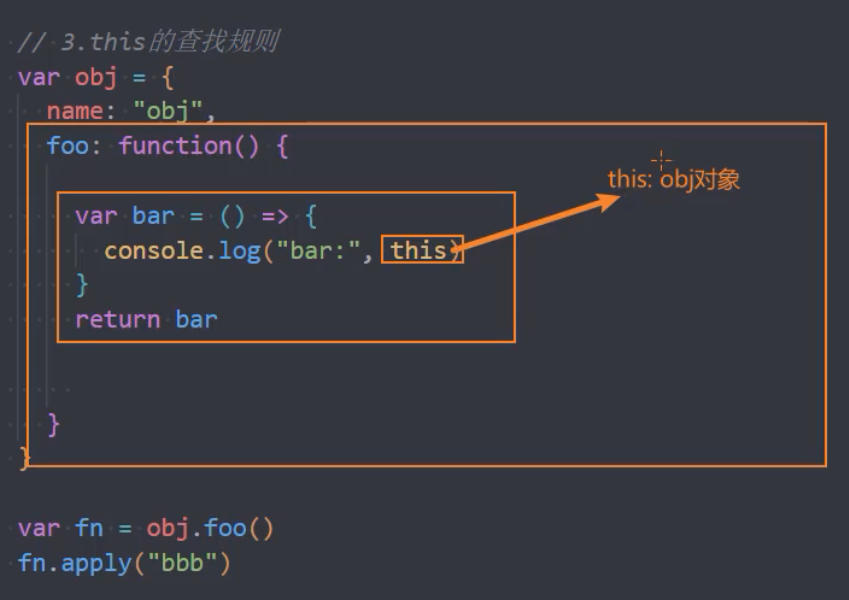 // 3.this的查找规则
var obj = {
name: "obj",
foo: function() {
this: obj对象
var bar = () => {
console.log("bar:", this)
}
return bar
}
}
var fn = obj.foo()
fn.apply("bbb")